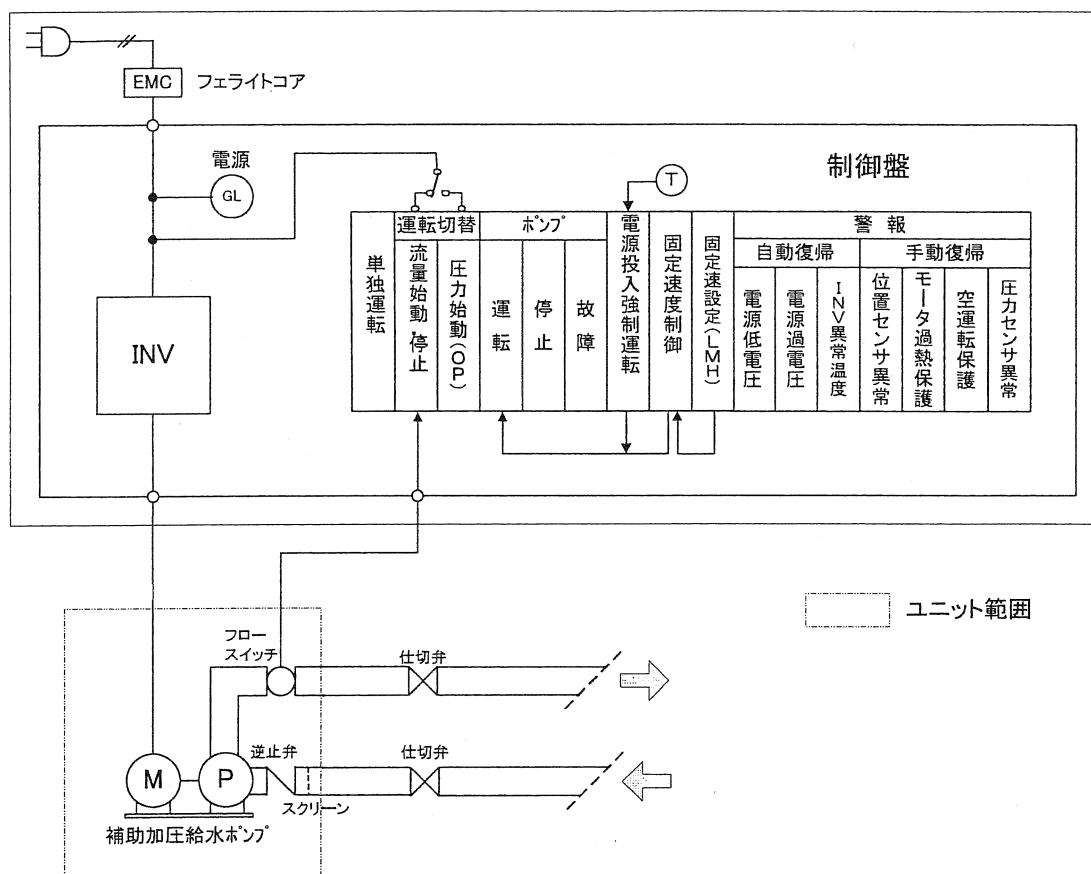 EMC
フェライトコア
電源
GL
T
制御盤
INV
単独運転
運転切替
流量始動・停止
圧力始動(OP)
ポンプ
運転
停止
故障
電源投入強制運転
固定速度制御
固定速設定(LMH)
警報
自動復帰
電源低電圧
電源過電圧
INV異常温度
手動復帰
位置センサ異常
モータ過熱保護
空運転保護
圧力センサ異常
ユニット範囲
フロー
スイッチ
仕切弁
逆止弁
仕切弁
M
P
スクリーン
補助加圧給水ポンプ